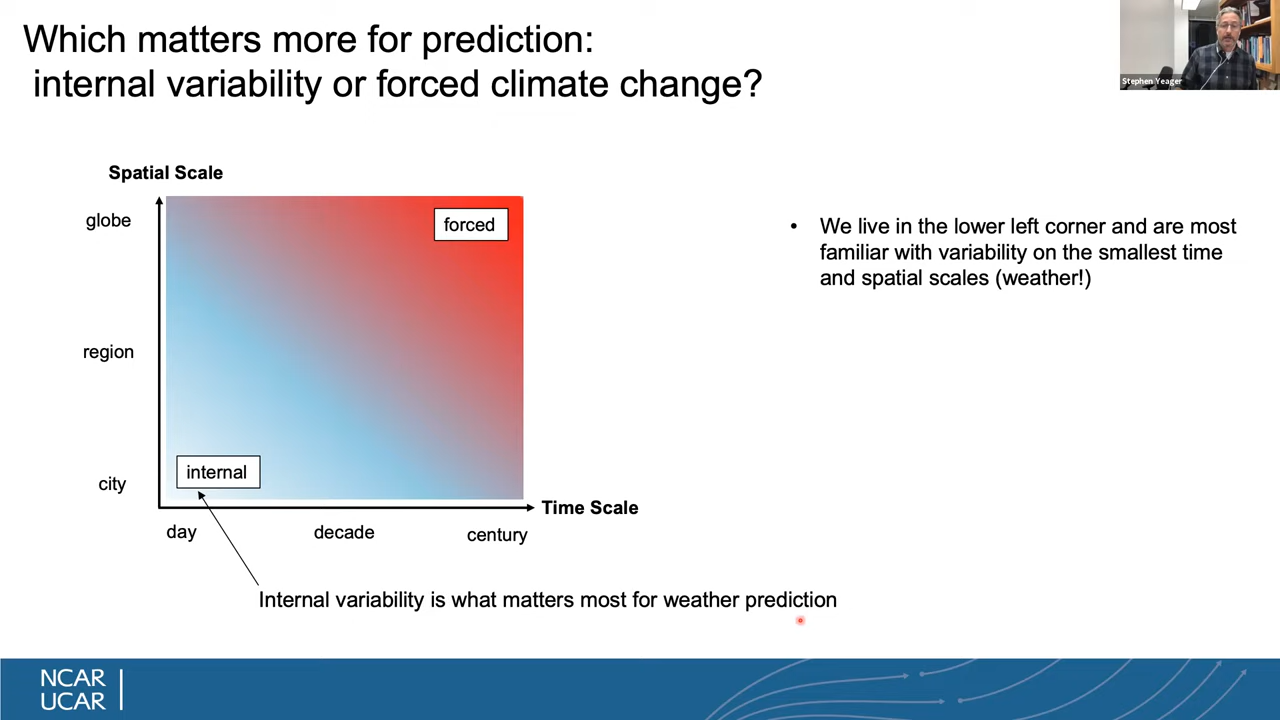 Which matters more for prediction:
internal variability or forced climate change?
Stephen Yeager
Spatial Scale
globe
forced
region
internal
city
Time Scale
day
decade
century
• We live in the lower left corner and are most
familiar with variability on the smallest time
and spatial scales (weather!)
Internal variability is what matters most for weather prediction
NCAR
UCAR